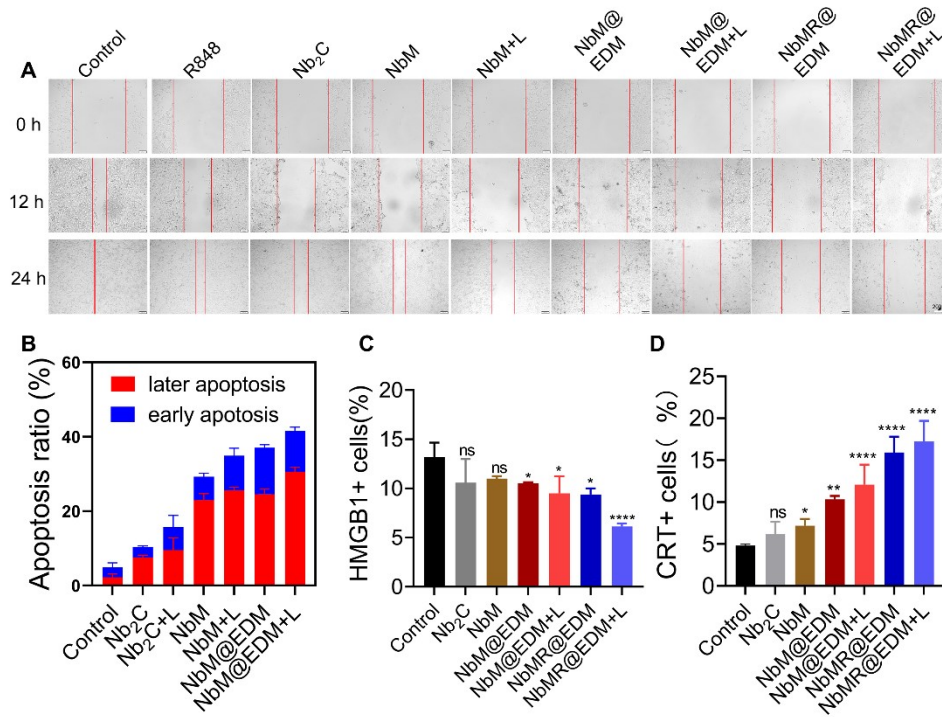 A
Control
R848
Nb2C
NbM
NbM+L
NbM@
EDM
NbM@
EDM+L
NbMR@
EDM
NbMR@
EDM+L
0 h
12 h
24 h
B
Apoptosis ratio (%)
60
40
20
0
later apoptosis
early apotosis
Control
Nb2C
Nb2C+L
NbM
NbM+L
NbM@EDM
NbM@EDM+L
C
HMGB1+ cells(%)
20
15
10
5
0
ns
ns
*
*
*
****
Control
Nb2C
NbM
NbM@EDM
NbM@EDM+L
NbMR@EDM
NbMR@EDM+L
D
CRT+ cells( %)
25
20
15
10
5
0
ns
*
**
****
****
****
Control
Nb2C
NbM
NbM@EDM
NbM@EDM+L
NbMR@EDM
NbMR@EDM+L